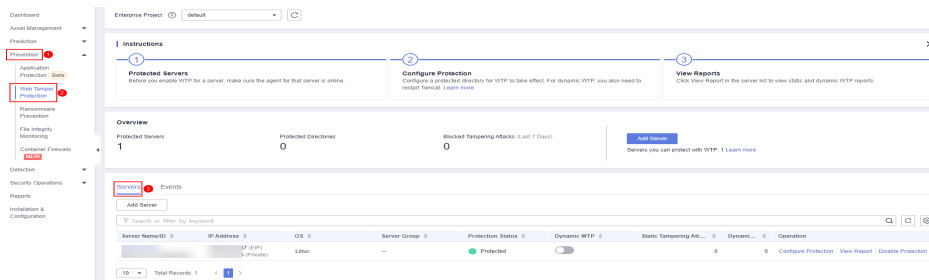 Dashboard
Asset Management
Prediction
Prevention 1
Application
Protection Beta
Web Tamper
Protection 2
Ransomware
Prevention
File Integrity
Monitoring
Container Firewalls
NEW
Detection
Security Operations
Reports
Installation &
Configuration
Enterprise Project ? default
Instructions
1
Protected Servers
Before you enable WTP for a server, make sure the agent for that server is online.
2
Configure Protection
Configure a protected directory for WTP to take effect. For dynamic WTP, you also need to
restart Tomcat. Learn more
3
View Reports
Click View Report in the server list to view static and dynamic WTP reports.
Overview
Protected Servers
1
Protected Directories
0
Blocked Tampering Attacks (Last 7 Days)
0
Add Server
Servers you can protect with WTP: 1 Learn more
Servers 3 Events
Add Server
Search or filter by keyword.
Server Name/ID IP Address OS Server Group Protection Status Dynamic WTP Static Tampering Att... Dynami... Operation
7 (EIP)
(Private)
Linux -- Protected 0 0 Configure Protection View Report Disable Protection
10 Total Records: 1 < 1 >